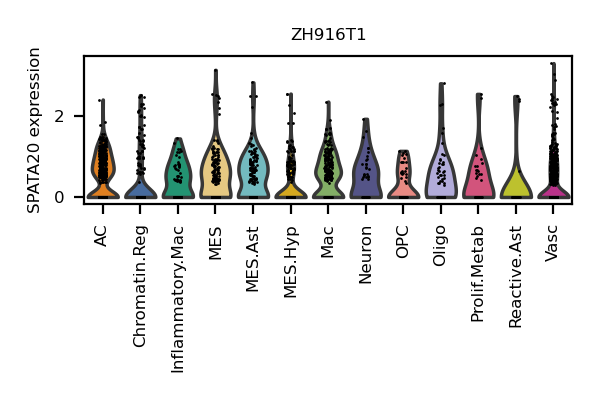 ZH916T1
SPATA20 expression
2
0
AC
Chromatin.Reg
Inflammatory.Mac
MES
MES.Ast
MES.Hyp
Mac
Neuron
OPC
Oligo
Prolif.Metab
Reactive.Ast
Vasc